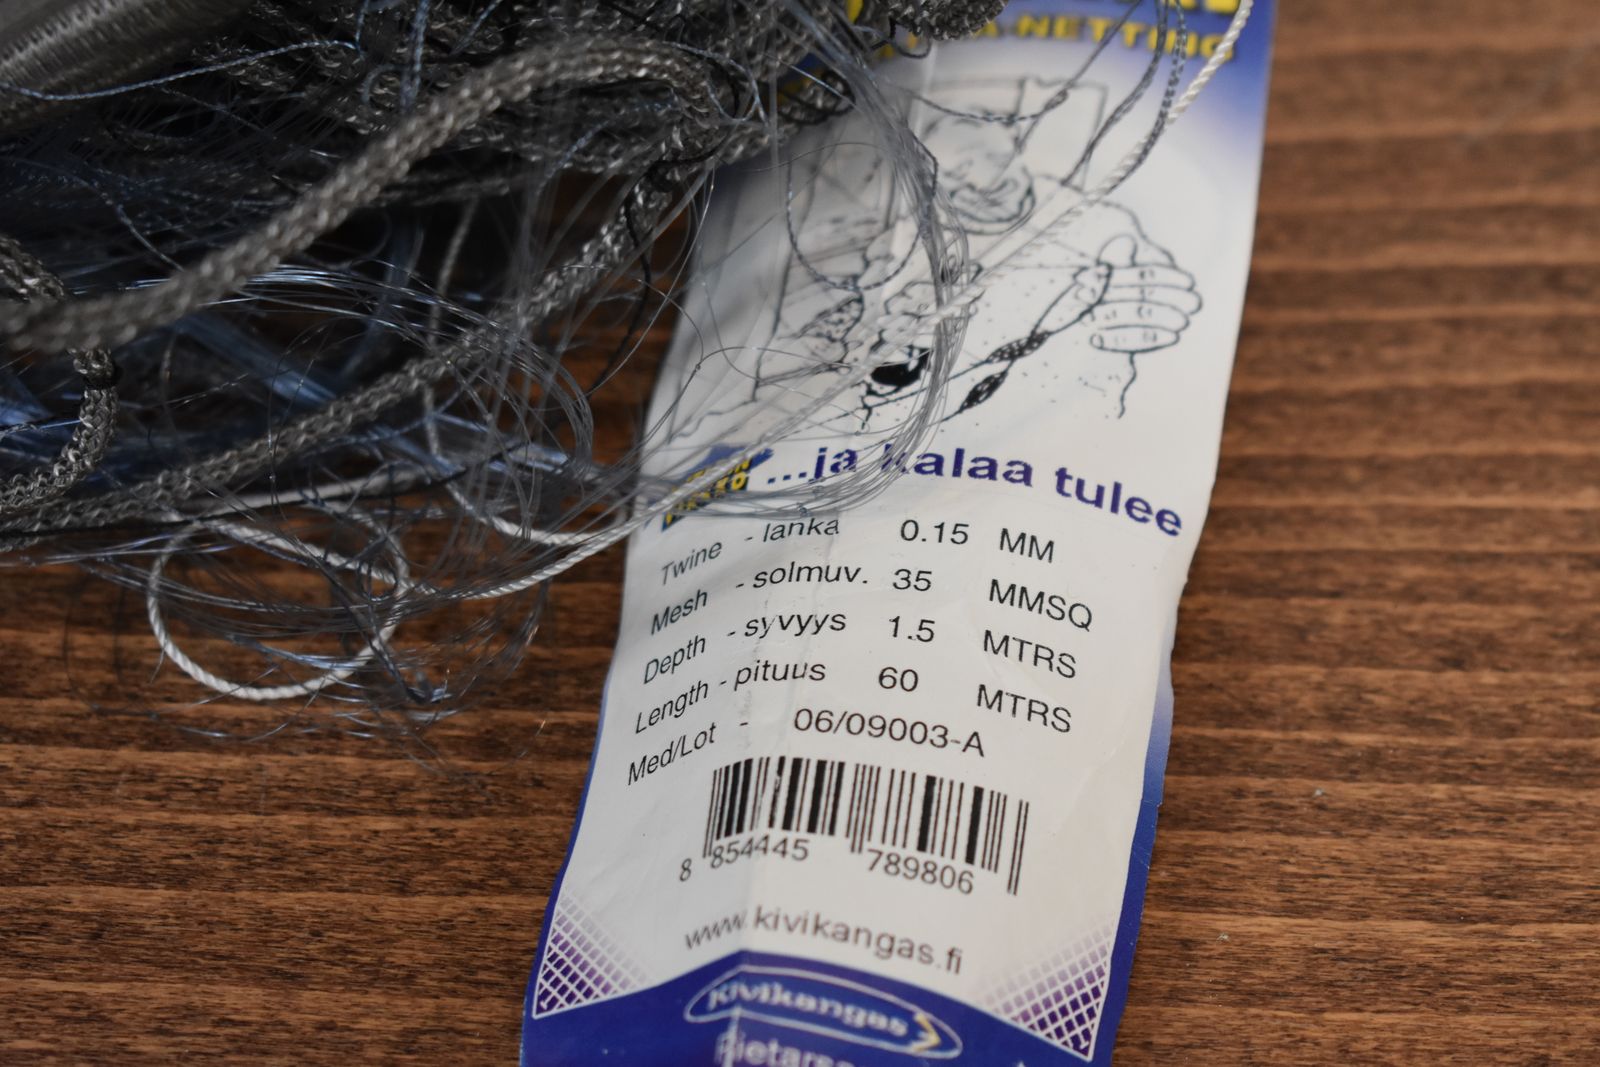 NETTING
...ja kalaa tulee
Twine - lanka 0.15 MM
Mesh - solmuv. 35 MMSQ
Depth - syvyys 1.5 MTRS
Length - pituus 60 MTRS
Med/Lot - 06/09003-A
8 854445 789806
www.kivikangas.fi
Kivikangas